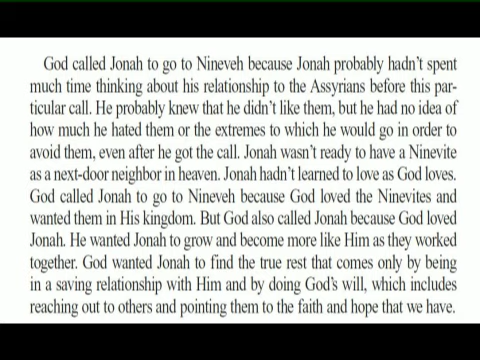 God called Jonah to go to Nineveh because Jonah probably hadn't spent
much time thinking about his relationship to the Assyrians before this par-
ticular call. He probably knew that he didn't like them, but he had no idea of
how much he hated them or the extremes to which he would go in order to
avoid them, even after he got the call. Jonah wasn't ready to have a Ninevite
as a next-door neighbor in heaven. Jonah hadn't learned to love as God loves.
God called Jonah to go to Nineveh because God loved the Ninevites and
wanted them in His kingdom. But God also called Jonah because God loved
Jonah. He wanted Jonah to grow and become more like Him as they worked
together. God wanted Jonah to find the true rest that comes only by being
in a saving relationship with Him and by doing God's will, which includes
reaching out to others and pointing them to the faith and hope that we have.